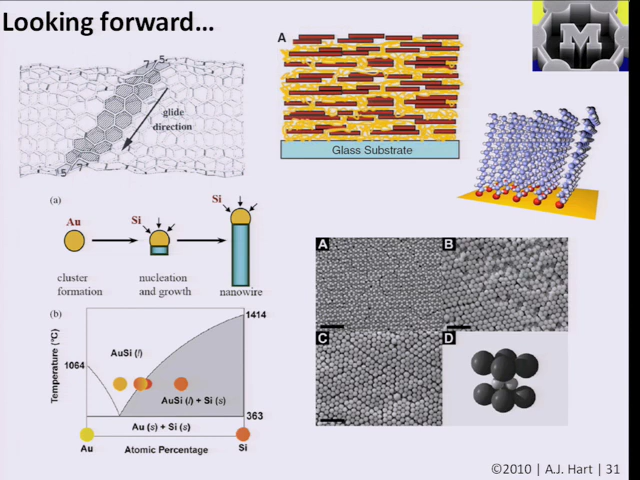 Looking forward...
5
7
glide
direction
5
7
A
Glass Substrate
M
(a)
Au
Si
Si
cluster
formation
nucleation
and growth
nanowire
(b)
Temperature (°C)
1414
1064
AuSi (l)
AuSi (l) + Si (s)
363
Au (s) + Si (s)
Au
Atomic Percentage
Si
A
B
C
D
©2010 | A.J. Hart | 31